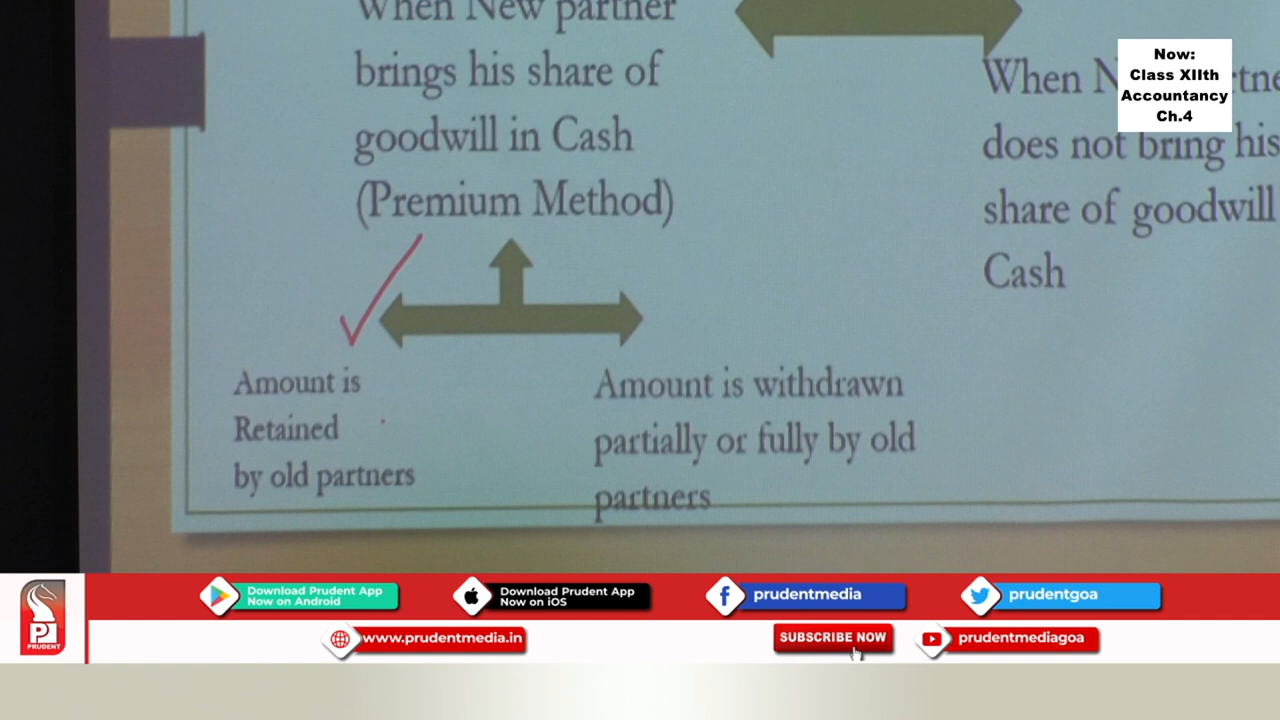 When New partner
brings his share of
goodwill in Cash
(Premium Method)
When
does not bring his
share of goodwill
Cash
Now:
Class XIIth
Accountancy
Ch.4
Amount is
Retained
by old partners
Amount is withdrawn
partially or fully by old
partners
PRUDENT
Download Prudent App
Now on Android
Download Prudent App
Now on iOS
prudentmedia
prudentgoa
www.prudentmedia.in
SUBSCRIBE NOW
prudentmediagoa